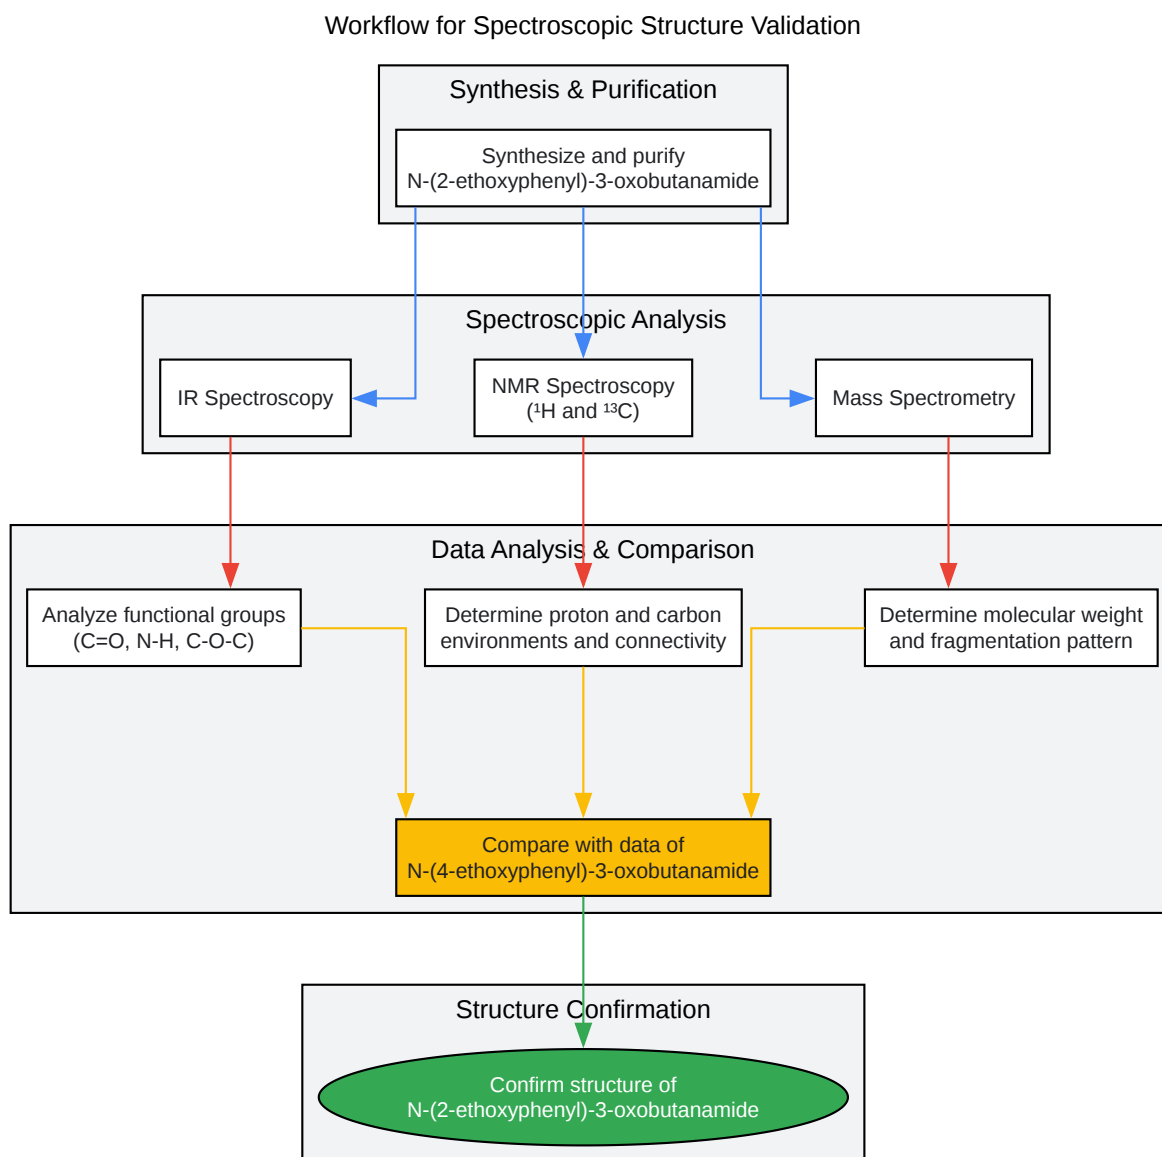 Workflow for Spectroscopic Structure Validation
Synthesis & Purification
Synthesize and purify
N-(2-ethoxyphenyl)-3-oxobutanamide
Spectroscopic Analysis
IR Spectroscopy
NMR Spectroscopy
(¹H and ¹³C)
Mass Spectrometry
Data Analysis & Comparison
Analyze functional groups
(C=O, N-H, C-O-C)
Determine proton and carbon
environments and connectivity
Determine molecular weight
and fragmentation pattern
Compare with data of
N-(4-ethoxyphenyl)-3-oxobutanamide
Structure Confirmation
Confirm structure of
N-(2-ethoxyphenyl)-3-oxobutanamide